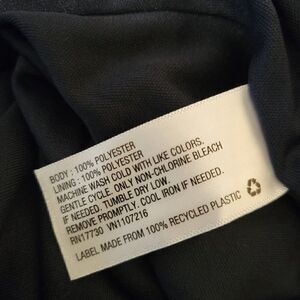 BODY : 100% POLYESTER
LINING : 100% POLYESTER
MACHINE WASH COLD WITH LIKE COLORS.
GENTLE CYCLE. ONLY NON-CHLORINE BLEACH
IF NEEDED. TUMBLE DRY LOW.
REMOVE PROMPTLY. COOL IRON IF NEEDED.
RN17730 VN1107216
LABEL MADE FROM 100% RECYCLED PLASTIC